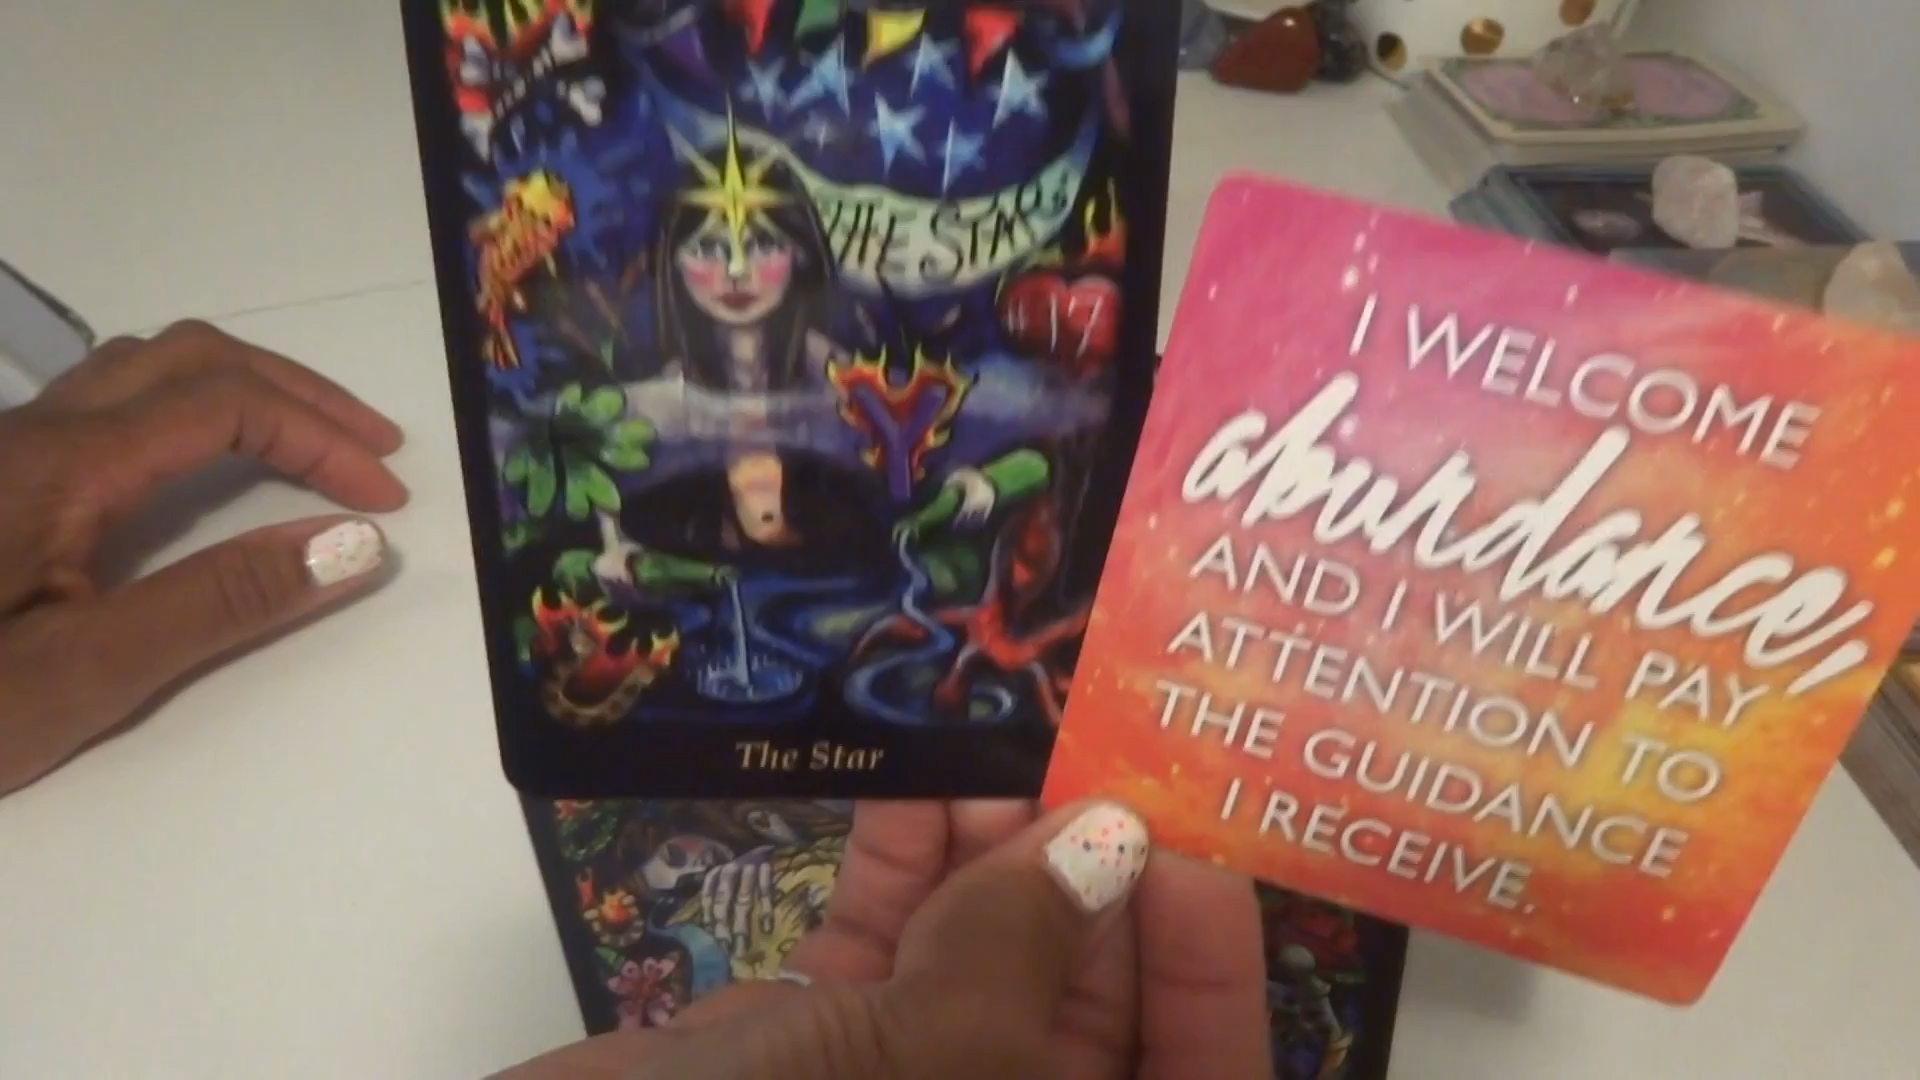 THE STAR
#17
Y
The Star
I WELCOME
abundance,
AND I WILL PAY
ATTENTION TO
THE GUIDANCE
I RECEIVE.